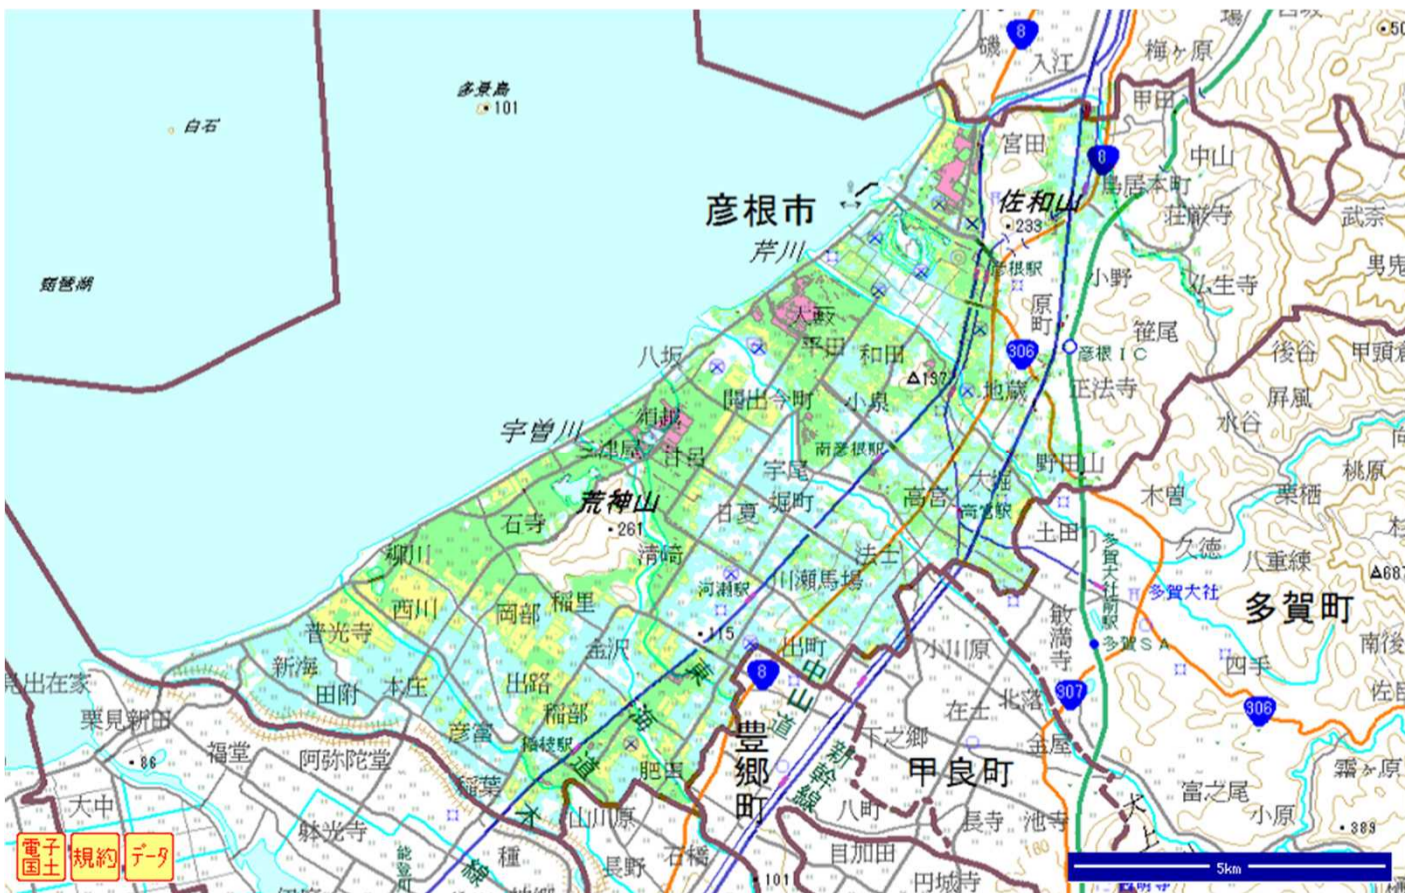 磯
8
入江
梅ヶ原
多景島
101
白石
甲田
宮田
8
中山
鳥居本町
彦根市
佐和山
荘厳寺
武奈
233
芹川
彦根駅
男鬼
琵琶湖
小野
仏生寺
原町
大藪
笹尾
八坂
平田
和田
306
彦根IC
後谷
甲頭倉
197
地蔵
正法寺
屏風
開出今町
小泉
水谷
宇曽川
須越
三津屋
甘呂
南彦根駅
野田山
桃原
宇尾
大堀
木曽
栗栖
荒神山
日夏
堀町
高宮
高宮駅
石寺
261
土田
久徳
柳川
清崎
法士
八重練
687
河瀬駅
川瀬馬場
多賀大社前駅
多賀大社
西川
岡部
稲里
多賀町
普光寺
115
出町
敏満寺
金沢
小川原
多賀SA
四手
南後
新海
田附
本庄
出路
8
中山道
307
306
栗見新田
稲部
北落
在士
彦富
稲枝駅
東海道本線
新幹線
下之郷
金屋
福堂
86
阿弥陀堂
肥田
豊郷町
甲良町
霜ヶ原
稲葉
富之尾
大中
山川原
八町
小原
389
躰光寺
長寺
池寺
犬上
電子国土
規約
データ
種
長野
石橋
目加田
160
5km
101
円城寺